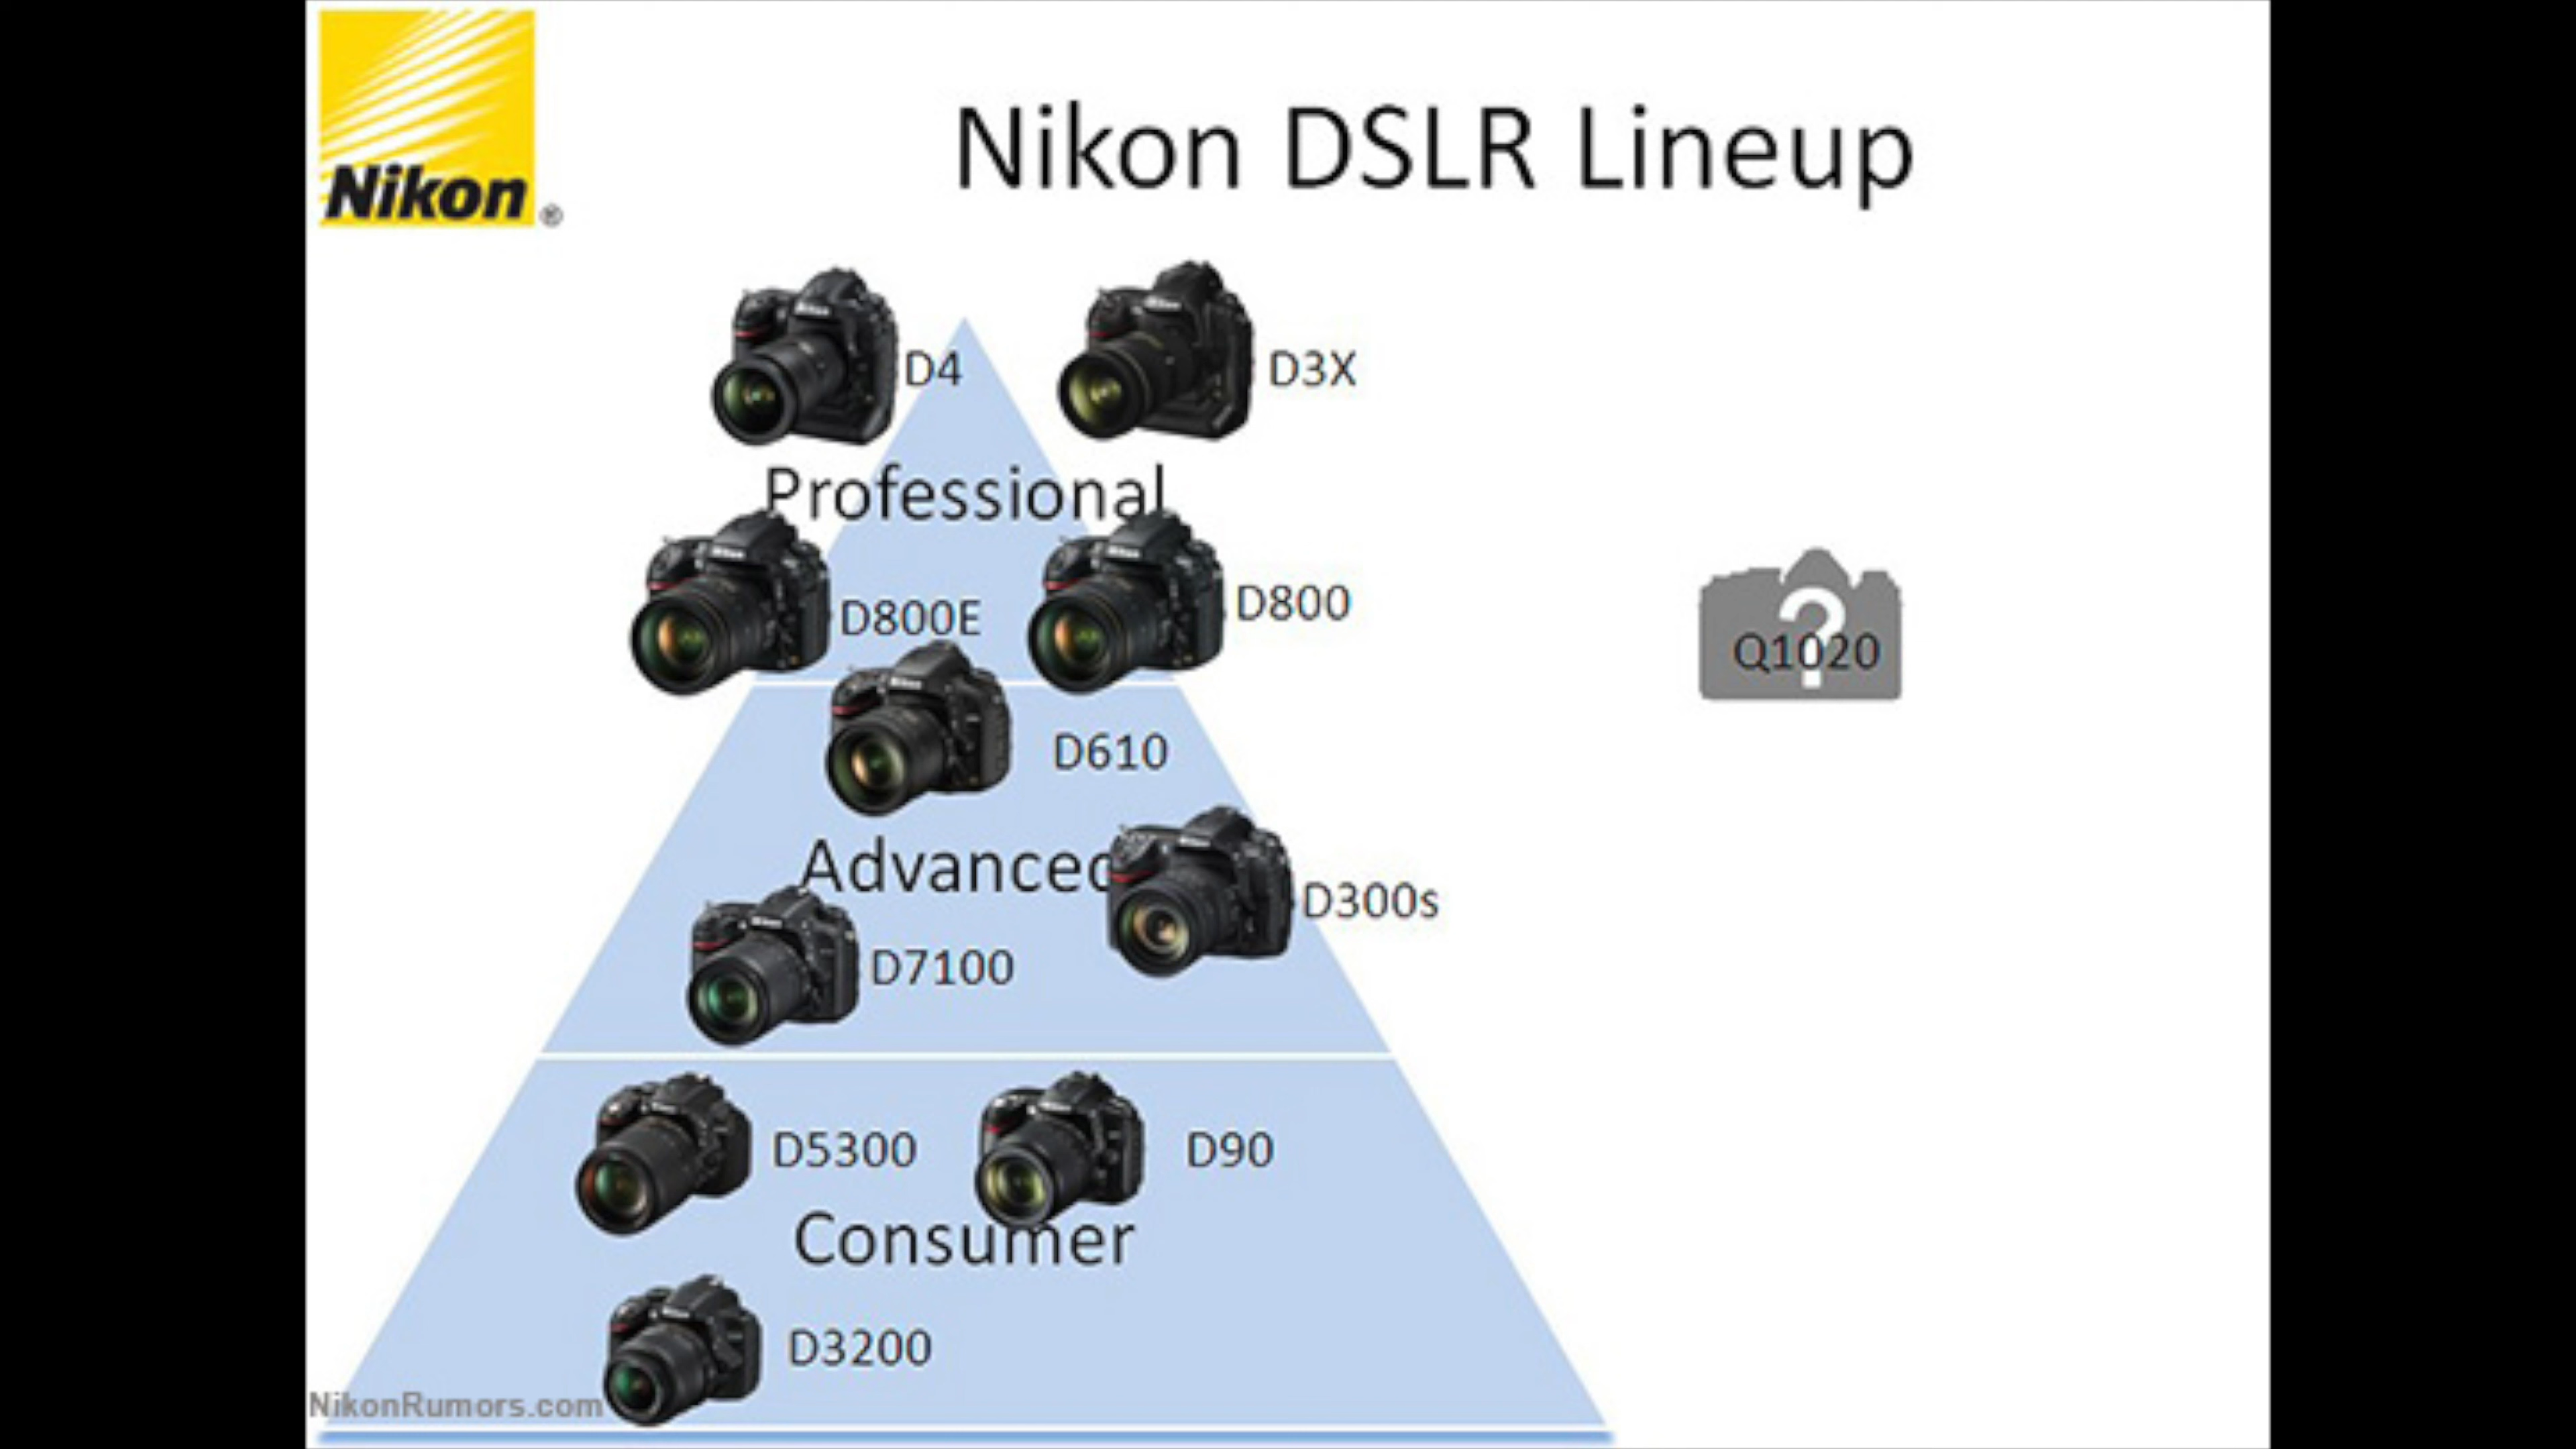 Nikon ®
Nikon DSLR Lineup
D4
D3X
Professional
D800E
D800
Q1020
?
D610
Advanced
D300s
D7100
D5300
D90
Consumer
D3200
NikonRumors.com